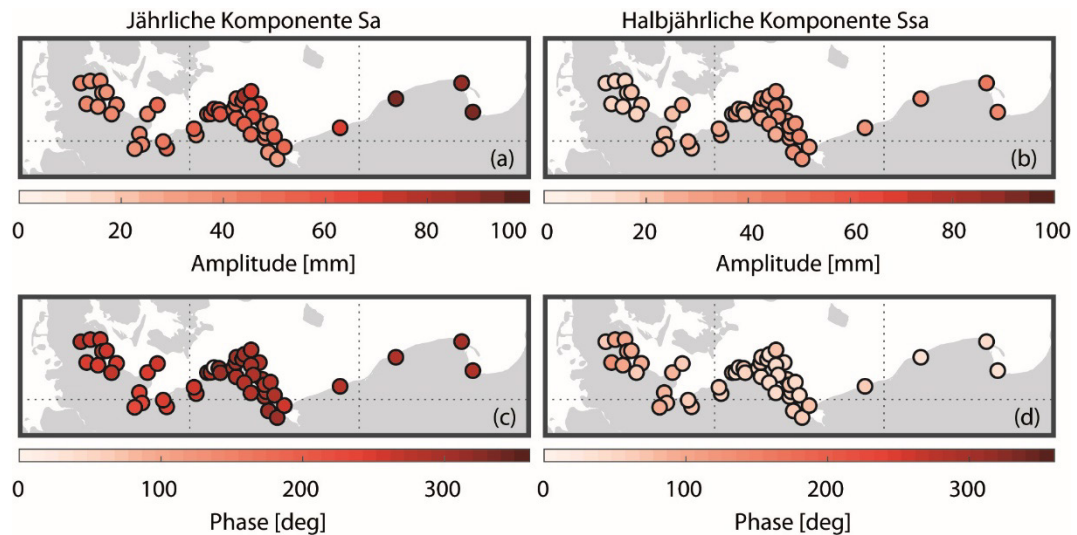 Jährliche Komponente Sa
Halbjährliche Komponente Ssa
(a)
(b)
0 20 40 60 80 100
0 20 40 60 80 100
Amplitude [mm]
Amplitude [mm]
(c)
(d)
0 100 200 300
0 100 200 300
Phase [deg]
Phase [deg]